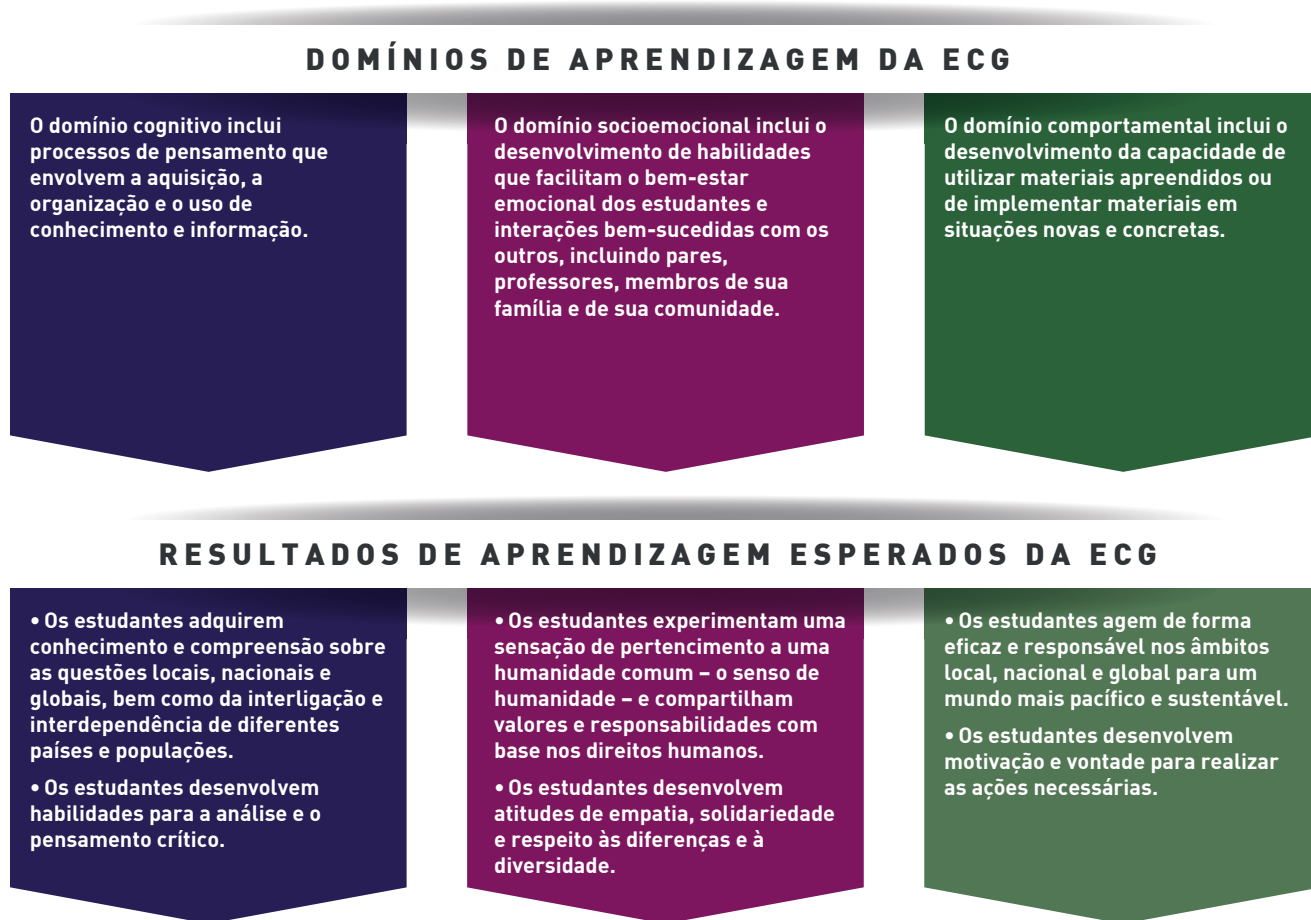 DOMÍNIOS DE APRENDIZAGEM DA ECG
O domínio cognitivo inclui
processos de pensamento que
envolvem a aquisição, a
organização e o uso de
conhecimento e informação.
O domínio socioemocional inclui o
desenvolvimento de habilidades
que facilitam o bem-estar
emocional dos estudantes e
interações bem-sucedidas com os
outros, incluindo pares,
professores, membros de sua
família e de sua comunidade.
O domínio comportamental inclui o
desenvolvimento da capacidade de
utilizar materiais apreendidos ou
de implementar materiais em
situações novas e concretas.
RESULTADOS DE APRENDIZAGEM ESPERADOS DA ECG
• Os estudantes adquirem
conhecimento e compreensão sobre
as questões locais, nacionais e
globais, bem como da interligação e
interdependência de diferentes
países e populações.
• Os estudantes desenvolvem
habilidades para a análise e o
pensamento crítico.
• Os estudantes experimentam uma
sensação de pertencimento a uma
humanidade comum – o senso de
humanidade – e compartilham
valores e responsabilidades com
base nos direitos humanos.
• Os estudantes desenvolvem
atitudes de empatia, solidariedade
e respeito às diferenças e à
diversidade.
• Os estudantes agem de forma
eficaz e responsável nos âmbitos
local, nacional e global para um
mundo mais pacífico e sustentável.
• Os estudantes desenvolvem
motivação e vontade para realizar
as ações necessárias.